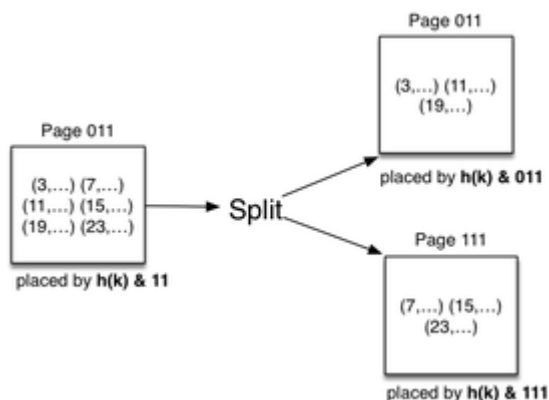 Page 011
(3,...) (7,...)
(11,...) (15,...)
(19,...) (23,...)
placed by h(k) & 11
Split
Page 011
(3,...) (11,...)
(19,...)
placed by h(k) & 011
Page 111
(7,...) (15,...)
(23,...)
placed by h(k) & 111